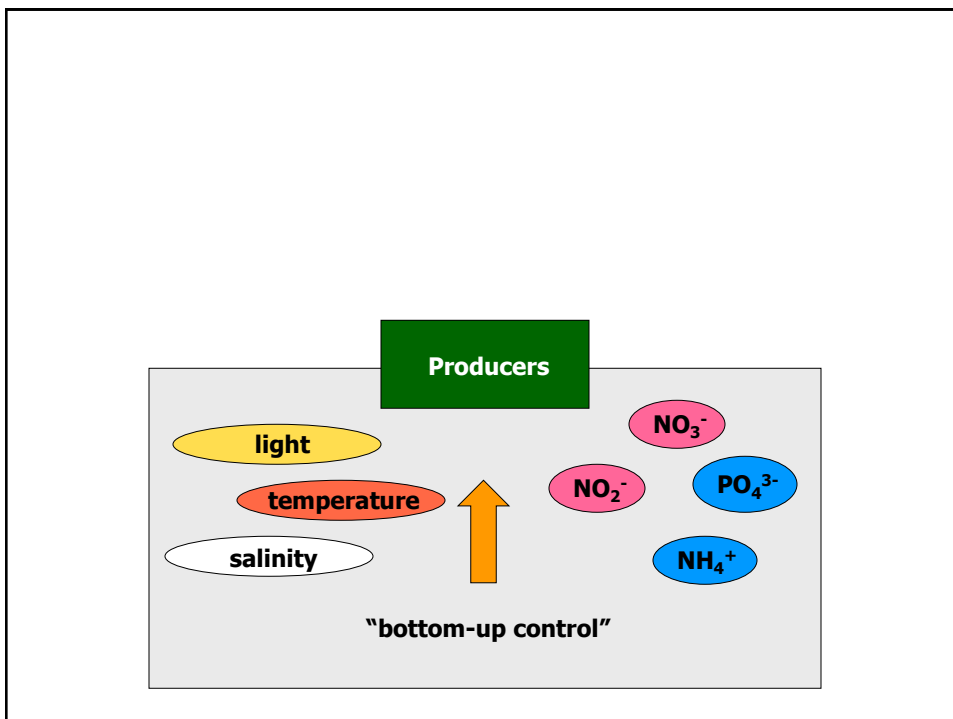 Producers
light
temperature
salinity
NO₃⁻
NO₂⁻
PO₄³⁻
NH₄⁺
“bottom-up control”